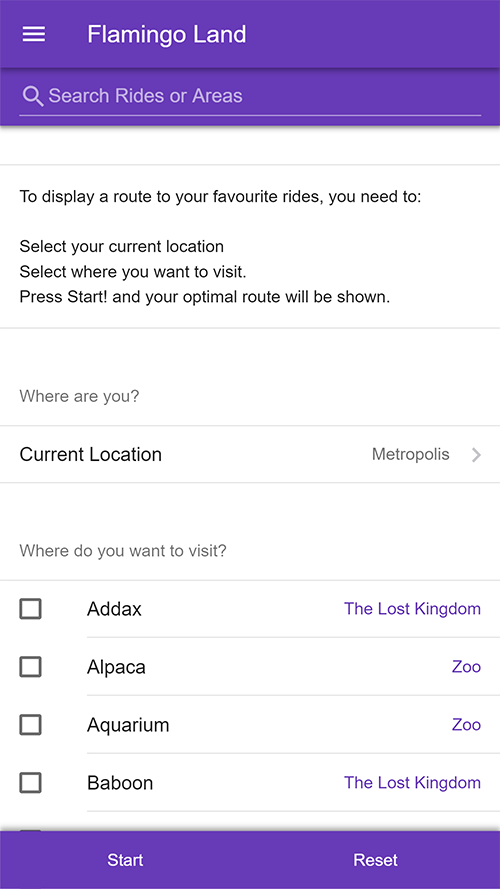 Flamingo Land
Search Rides or Areas
To display a route to your favourite rides, you need to:
Select your current location
Select where you want to visit.
Press Start! and your optimal route will be shown.
Where are you?
Current Location Metropolis
Where do you want to visit?
Addax The Lost Kingdom
Alpaca Zoo
Aquarium Zoo
Baboon The Lost Kingdom
Start Reset